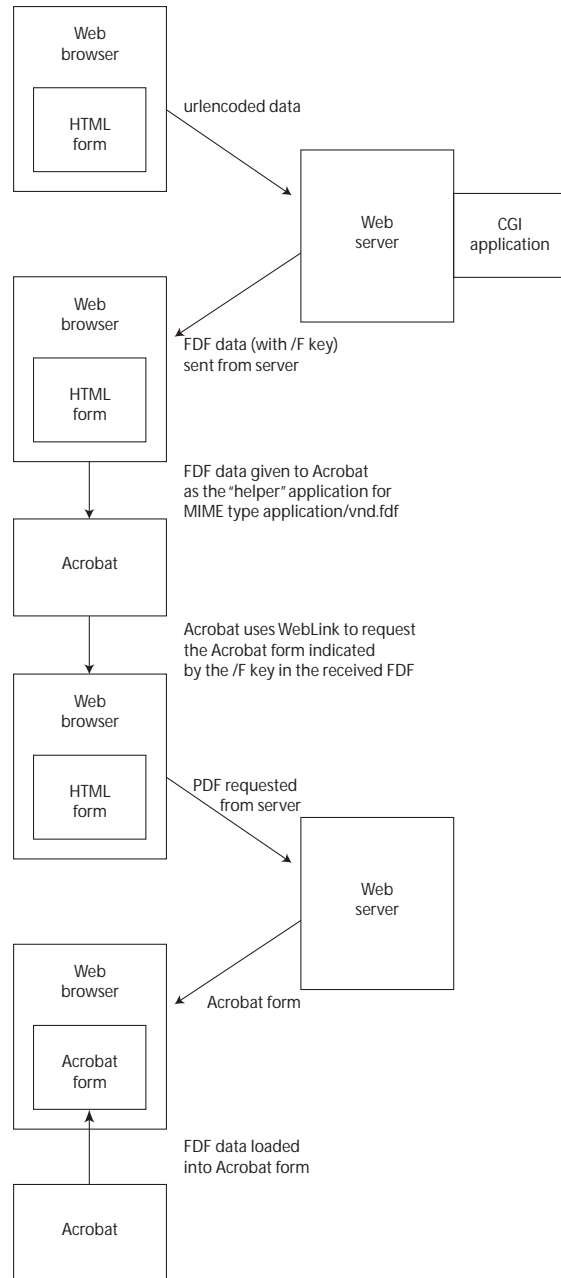 Web
browser
HTML
form
urlencoded data
Web
server
CGI
application
Web
browser
HTML
form
FDF data (with /F key)
sent from server
FDF data given to Acrobat
as the “helper” application for
MIME type application/vnd.fdf
Acrobat
Acrobat uses WebLink to request
the Acrobat form indicated
by the /F key in the received FDF
Web
browser
HTML
form
PDF requested
from server
Web
server
Web
browser
Acrobat
form
Acrobat form
FDF data loaded
into Acrobat form
Acrobat